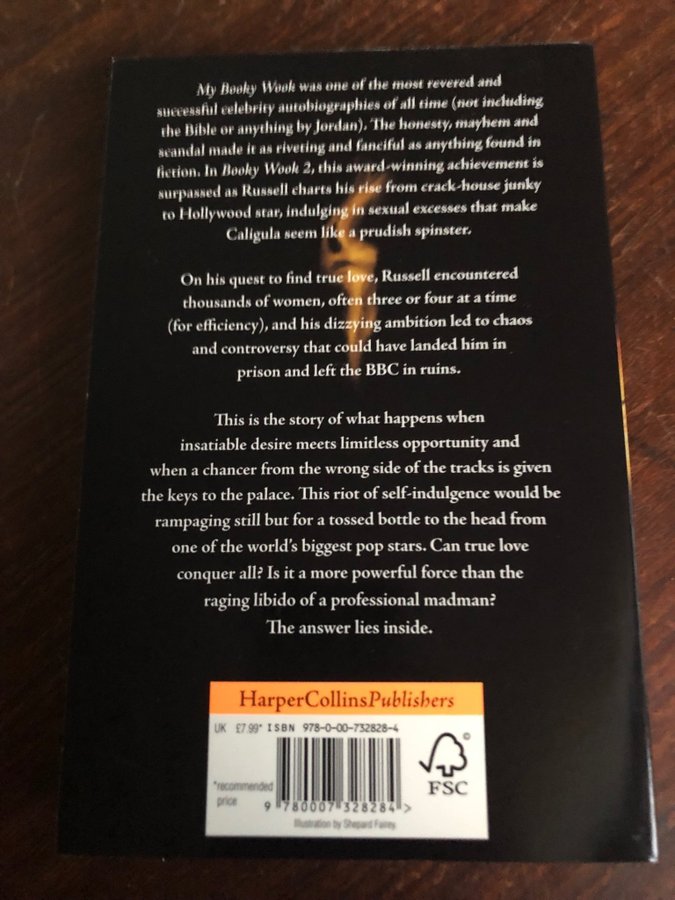 My Booky Wook was one of the most revered and
successful celebrity autobiographies of all time (not including
the Bible or anything by Jordan). The honesty, mayhem and
scandal made it as riveting and fanciful as anything found in
fiction. In Booky Wook 2, this award-winning achievement is
surpassed as Russell charts his rise from crack-house junky
to Hollywood star, indulging in sexual excesses that make
Caligula seem like a prudish spinster.
On his quest to find true love, Russell encountered
thousands of women, often three or four at a time
(for efficiency), and his dizzying ambition led to chaos
and controversy that could have landed him in
prison and left the BBC in ruins.
This is the story of what happens when
insatiable desire meets limitless opportunity and
when a chancer from the wrong side of the tracks is given
the keys to the palace. This riot of self-indulgence would be
rampaging still but for a tossed bottle to the head from
one of the world's biggest pop stars. Can true love
conquer all? Is it a more powerful force than the
raging libido of a professional madman?
The answer lies inside.
HarperCollinsPublishers
UK £7.99* ISBN 978-0-00-732828-4
*recommended
price
9 780007 328284 >
©
FSC
Illustration by Shepard Fairey